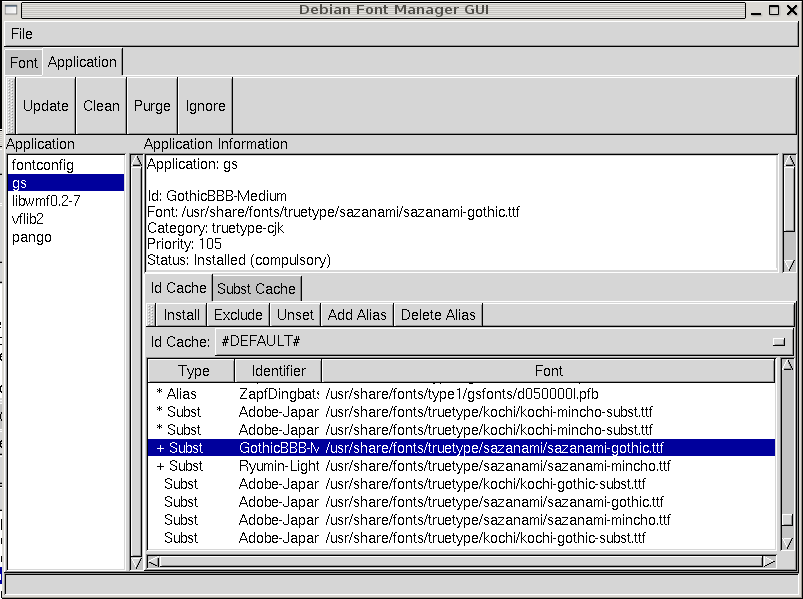 Debian Font Manager GUI
File
Font Application
Update Clean Purge Ignore
Application
fontconfig
gs
libwmf0.2-7
vflib2
pango
Application Information
Application: gs
Id: GothicBBB-Medium
Font: /usr/share/fonts/truetype/sazanami/sazanami-gothic.ttf
Category: truetype-cjk
Priority: 105
Status: Installed (compulsory)
Id Cache Subst Cache
Install Exclude Unset Add Alias Delete Alias
Id Cache: #DEFAULT#
Type Identifier Font
* Alias ZapfDingbats /usr/share/fonts/type1/gsfonts/d050000l.pfb
* Subst Adobe-Japan /usr/share/fonts/truetype/kochi/kochi-mincho-subst.ttf
* Subst Adobe-Japan /usr/share/fonts/truetype/kochi/kochi-mincho-subst.ttf
+ Subst GothicBBB-M /usr/share/fonts/truetype/sazanami/sazanami-gothic.ttf
+ Subst Ryumin-Light /usr/share/fonts/truetype/sazanami/sazanami-mincho.ttf
Subst Adobe-Japan /usr/share/fonts/truetype/kochi/kochi-gothic-subst.ttf
Subst Adobe-Japan /usr/share/fonts/truetype/sazanami/sazanami-gothic.ttf
Subst Adobe-Japan /usr/share/fonts/truetype/sazanami/sazanami-mincho.ttf
Subst Adobe-Japan /usr/share/fonts/truetype/kochi/kochi-gothic-subst.ttf